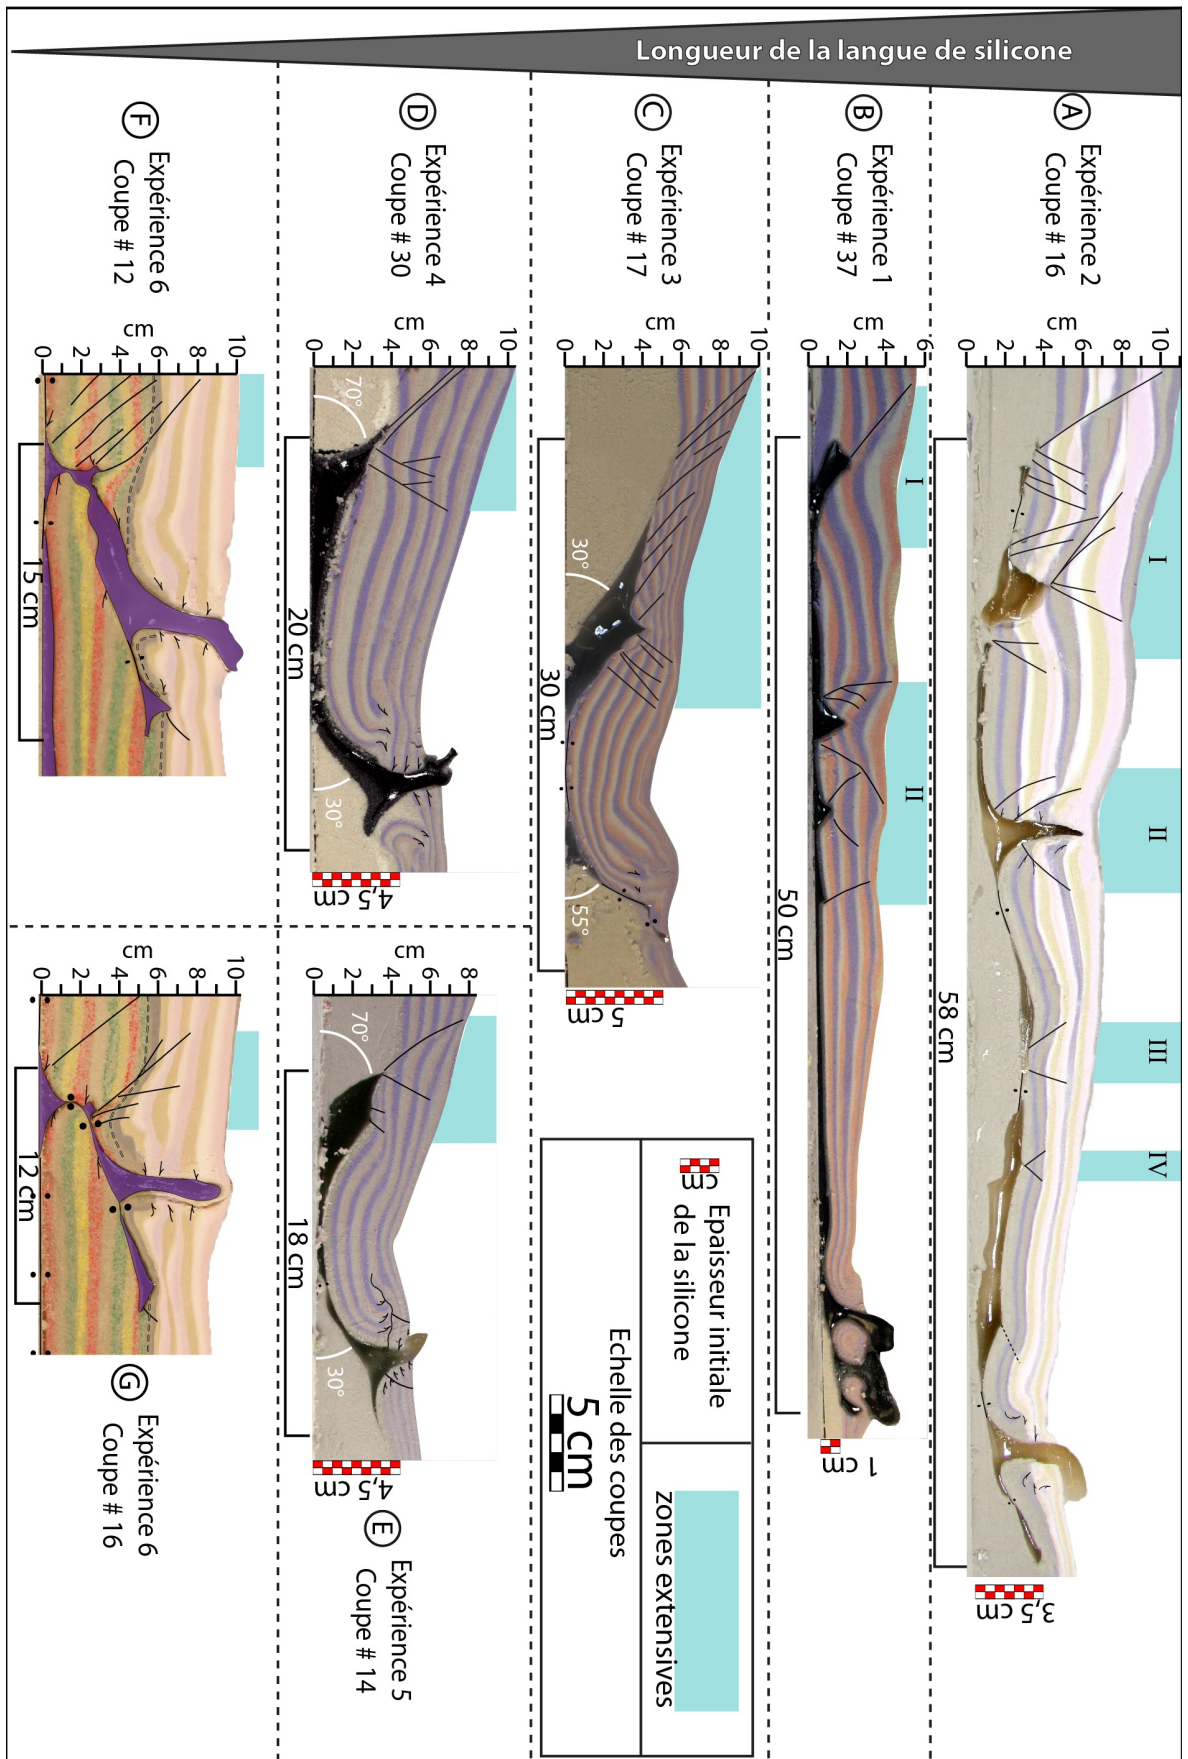 Longueur de la langue de silicone
A
Expérience 2
Coupe # 16
cm
0 2 4 6 8 10
I
II
III
IV
58 cm
3,5 cm
B
Expérience 1
Coupe # 37
cm
0 2 4 6
I
II
50 cm
1 cm
C
Expérience 3
Coupe # 17
cm
0 2 4 6 8 10
30°
55°
30 cm
5 cm
D
Expérience 4
Coupe # 30
cm
0 2 4 6 8 10
70°
30°
20 cm
4,5 cm
E
Expérience 5
Coupe # 14
cm
0 2 4 6 8
70°
30°
18 cm
4,5 cm
F
Expérience 6
Coupe # 12
cm
0 2 4 6 8 10
15 cm
G
Expérience 6
Coupe # 16
cm
0 2 4 6 8 10
12 cm
cm
Epaisseur initiale
de la silicone
zones extensives
Echelle des coupes
5 cm